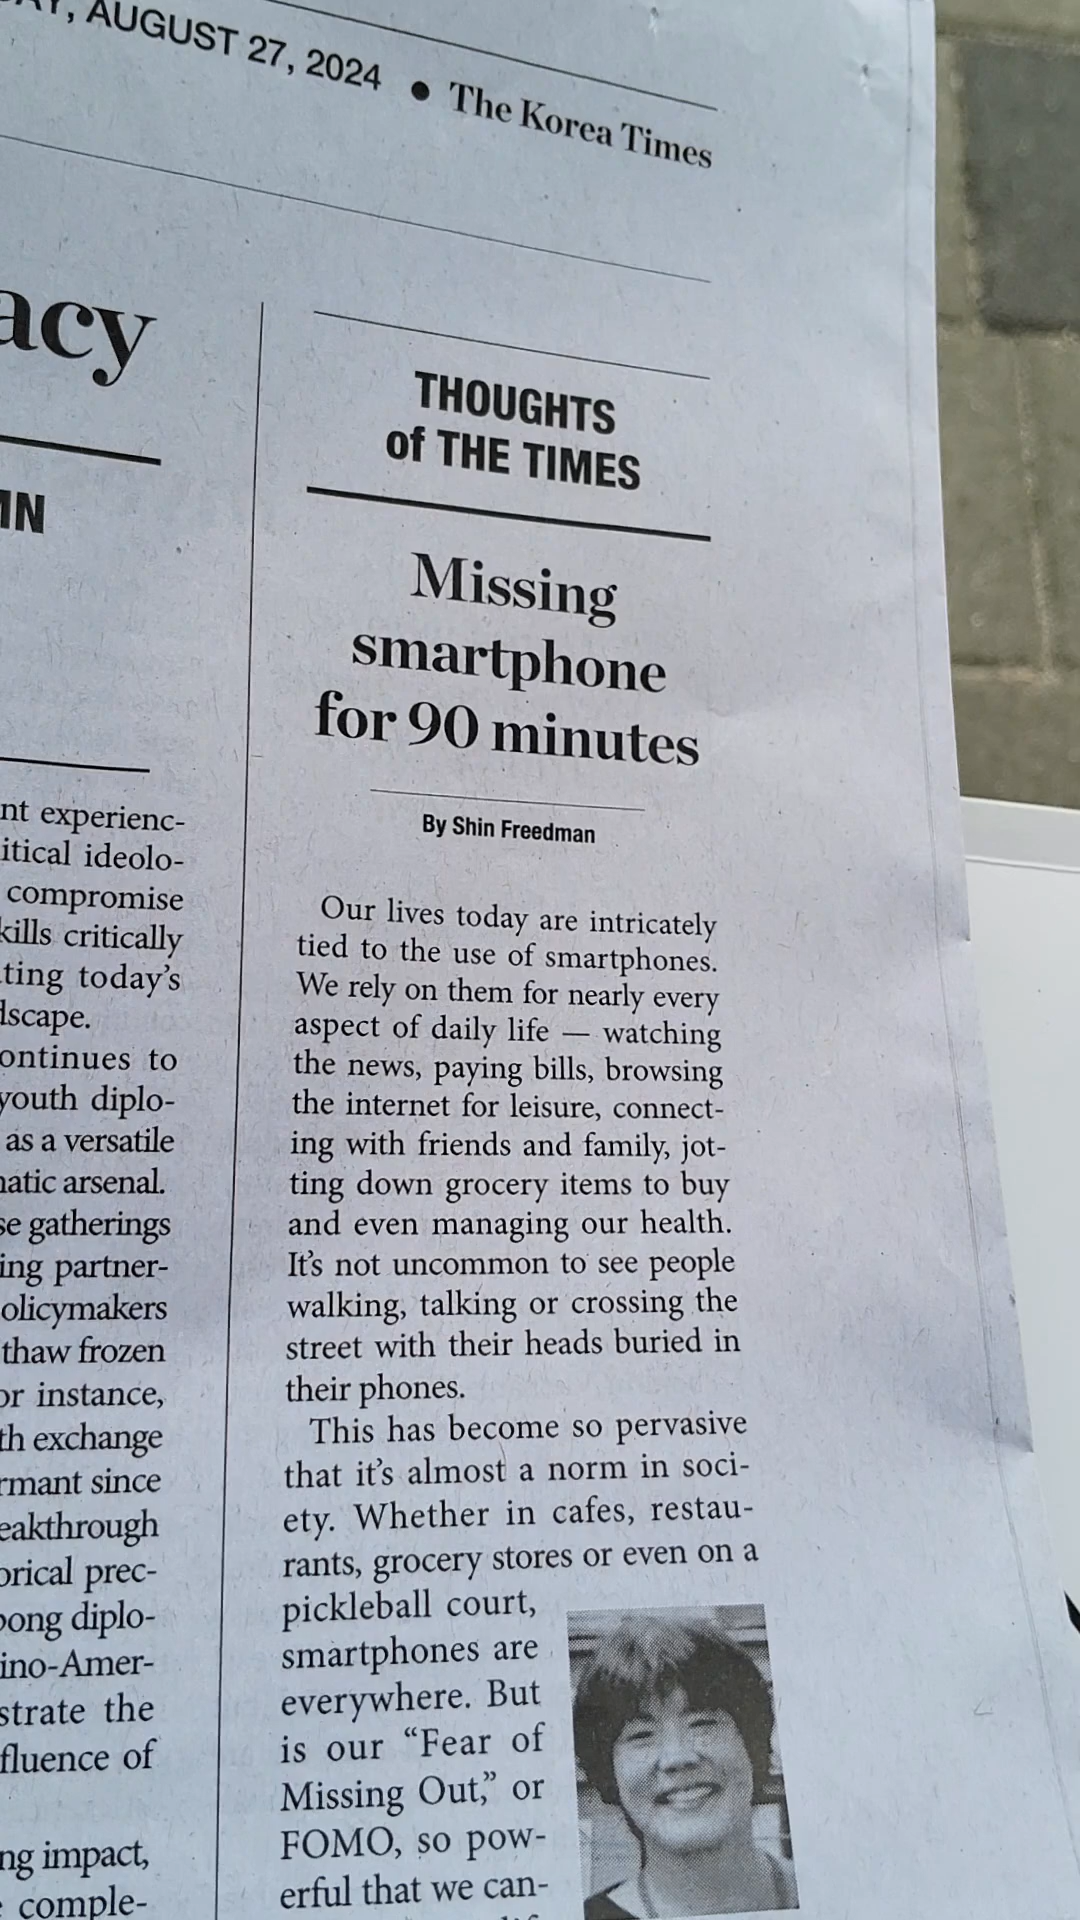 AUGUST 27, 2024 ● The Korea Times
acy
IN
nt experienc-
itical ideolo-
compromise
kills critically
ting today's
dscape.
ontinues to
youth diplo-
as a versatile
natic arsenal.
se gatherings
ing partner-
olicymakers
thaw frozen
or instance,
th exchange
rmant since
eakthrough
orical prec-
pong diplo-
ino-Amer-
strate the
fluence of
ng impact,
comple-
THOUGHTS
of THE TIMES
Missing
smartphone
for 90 minutes
By Shin Freedman
Our lives today are intricately
tied to the use of smartphones.
We rely on them for nearly every
aspect of daily life — watching
the news, paying bills, browsing
the internet for leisure, connect-
ing with friends and family, jot-
ting down grocery items to buy
and even managing our health.
It's not uncommon to see people
walking, talking or crossing the
street with their heads buried in
their phones.
This has become so pervasive
that it's almost a norm in soci-
ety. Whether in cafes, restau-
rants, grocery stores or even on a
pickleball court,
smartphones are
everywhere. But
is our “Fear of
Missing Out,” or
FOMO, so pow-
erful that we can-